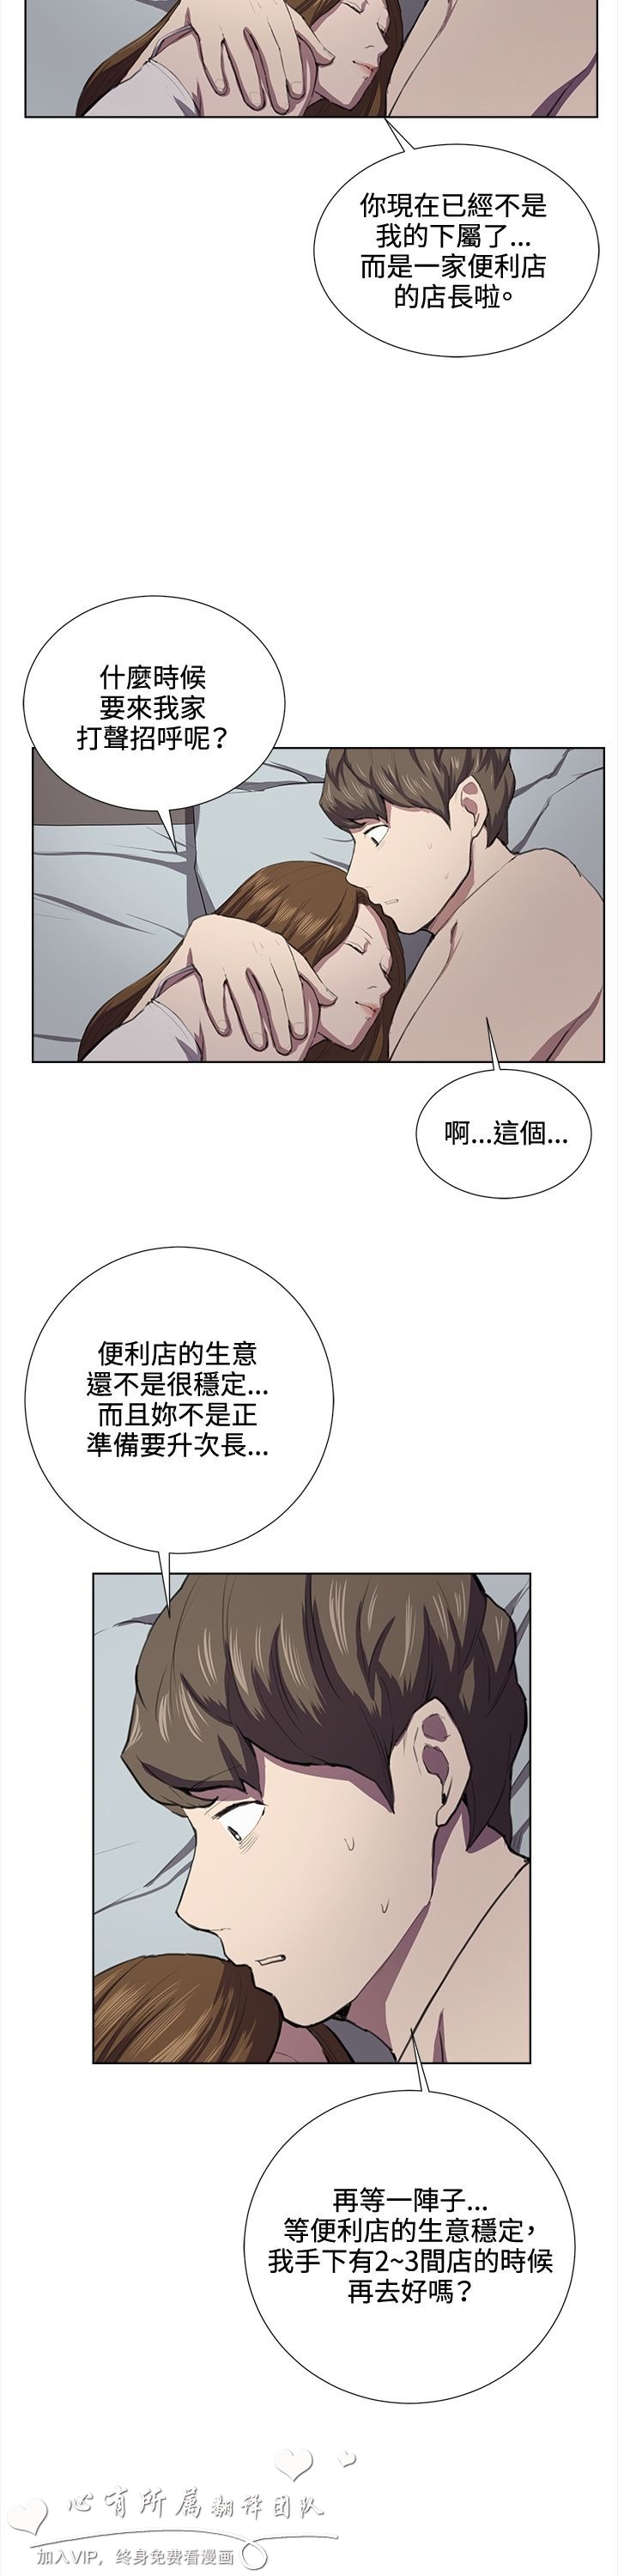 你現在已經不是
我的下屬了...
而是一家便利店
的店長啦。
什麼時候
要來我家
打聲招呼呢？
啊...這個...
便利店的生意
還不是很穩定...
而且妳不是正
準備要升次長...
再等一陣子...
等便利店的生意穩定，
我手下有2~3間店的時候
再去好嗎？
心有所属翻译团队
加入VIP，终身免费看漫画